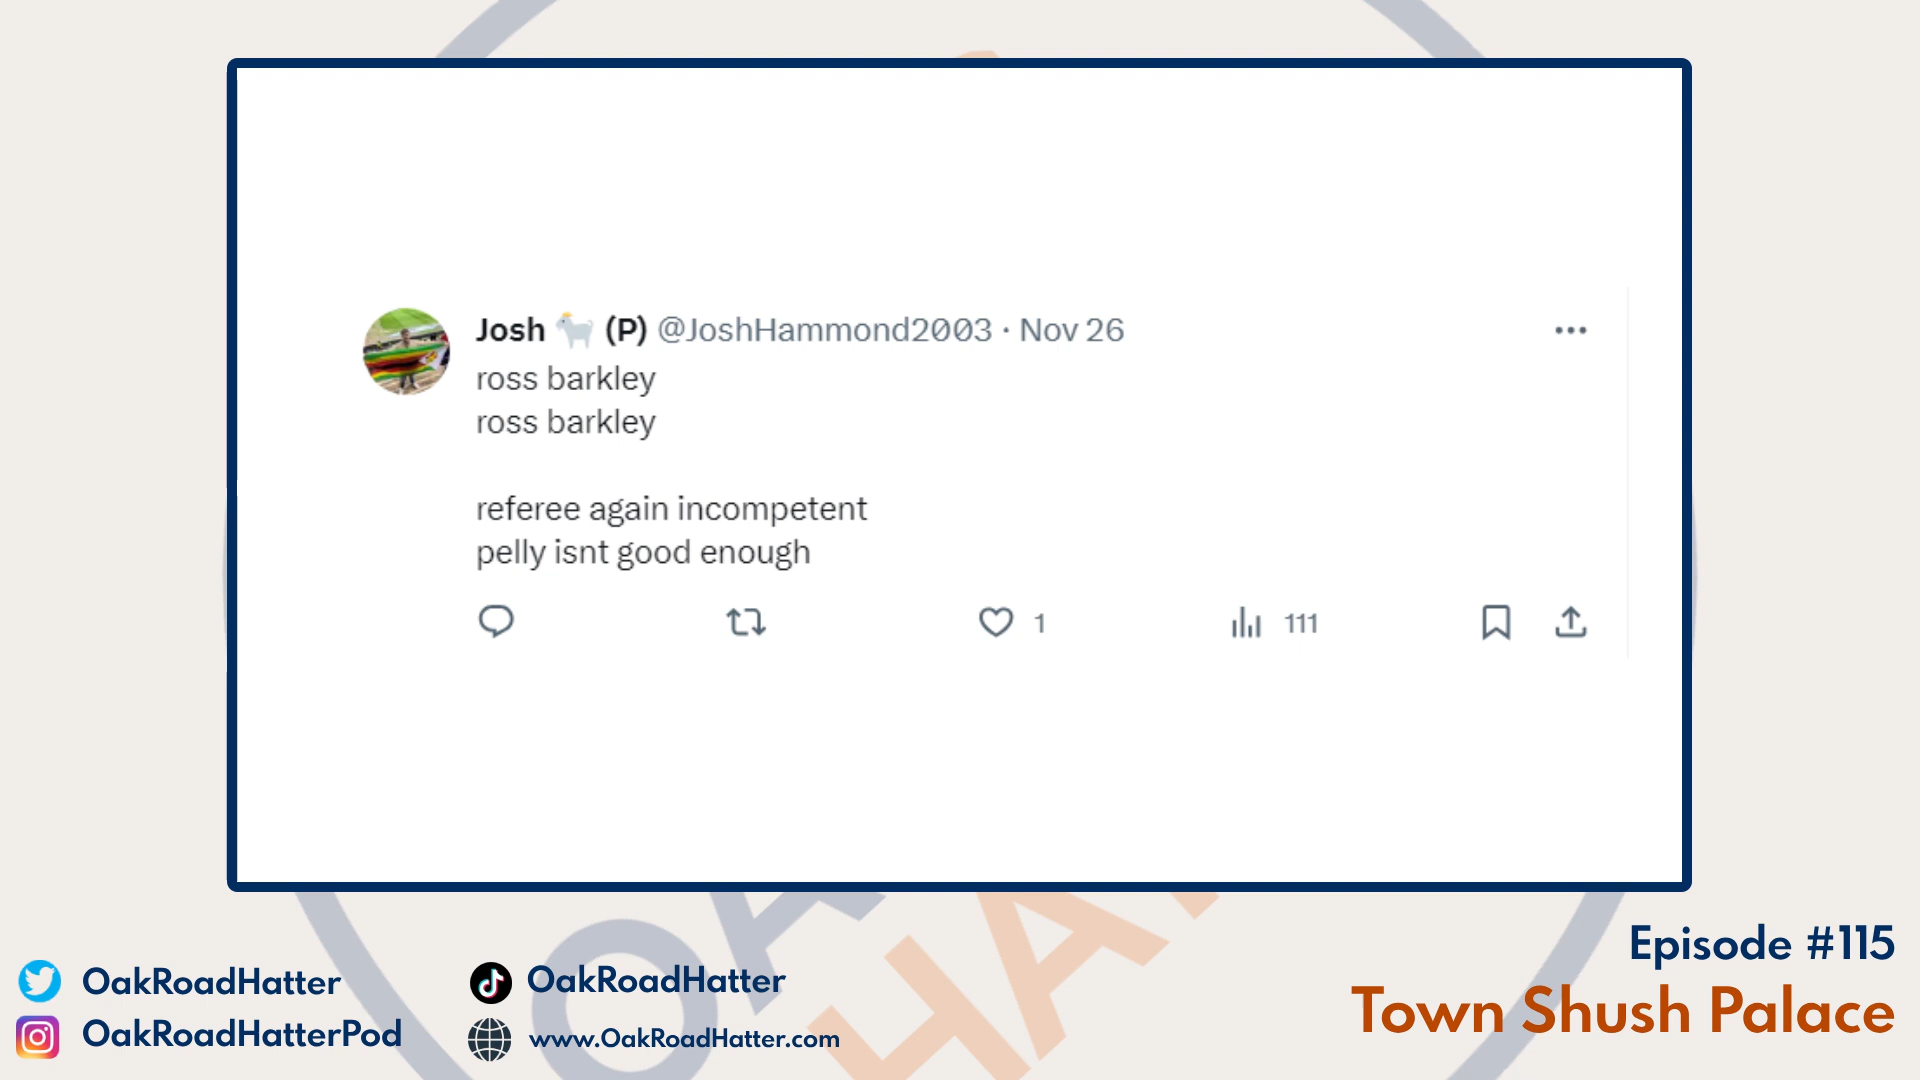 Josh 🐐 (P) @JoshHammond2003 · Nov 26
ross barkley
ross barkley
referee again incompetent
pelly isnt good enough
1
111
OakRoadHatter
OakRoadHatterPod
OakRoadHatter
www.OakRoadHatter.com
Episode #115
Town Shush Palace